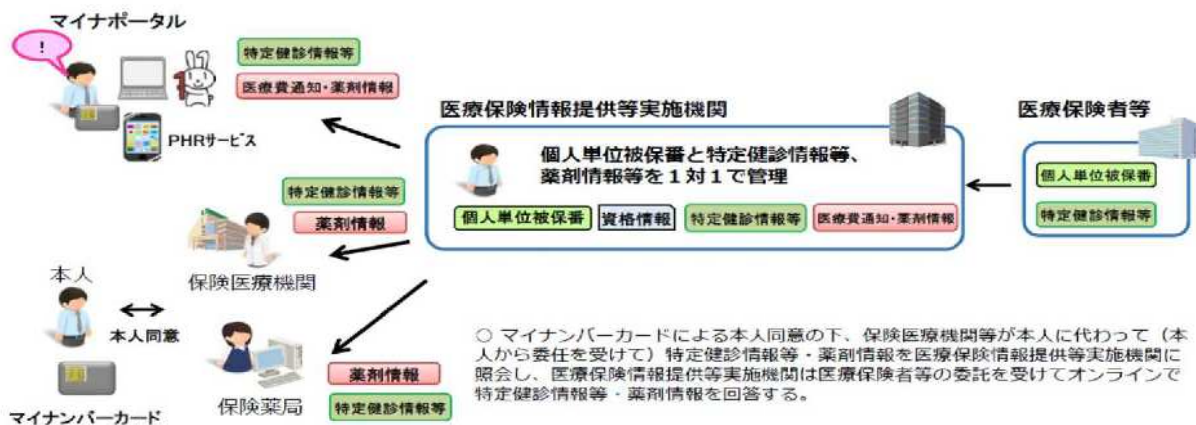 マイナポータル
!
特定健診情報等
医療費通知・薬剤情報
PHRサービス
医療保険情報提供等実施機関
個人単位被保番と特定健診情報等、
薬剤情報等を1対1で管理
個人単位被保番
資格情報
特定健診情報等
医療費通知・薬剤情報
医療保険者等
個人単位被保番
特定健診情報等
特定健診情報等
薬剤情報
保険医療機関
本人
本人同意
マイナンバーカード
保険薬局
薬剤情報
特定健診情報等
○ マイナンバーカードによる本人同意の下、保険医療機関等が本人に代わって（本
人から委任を受けて）特定健診情報等・薬剤情報を医療保険情報提供等実施機関に
照会し、医療保険情報提供等実施機関は医療保険者等の委託を受けてオンラインで
特定健診情報等・薬剤情報を回答する。